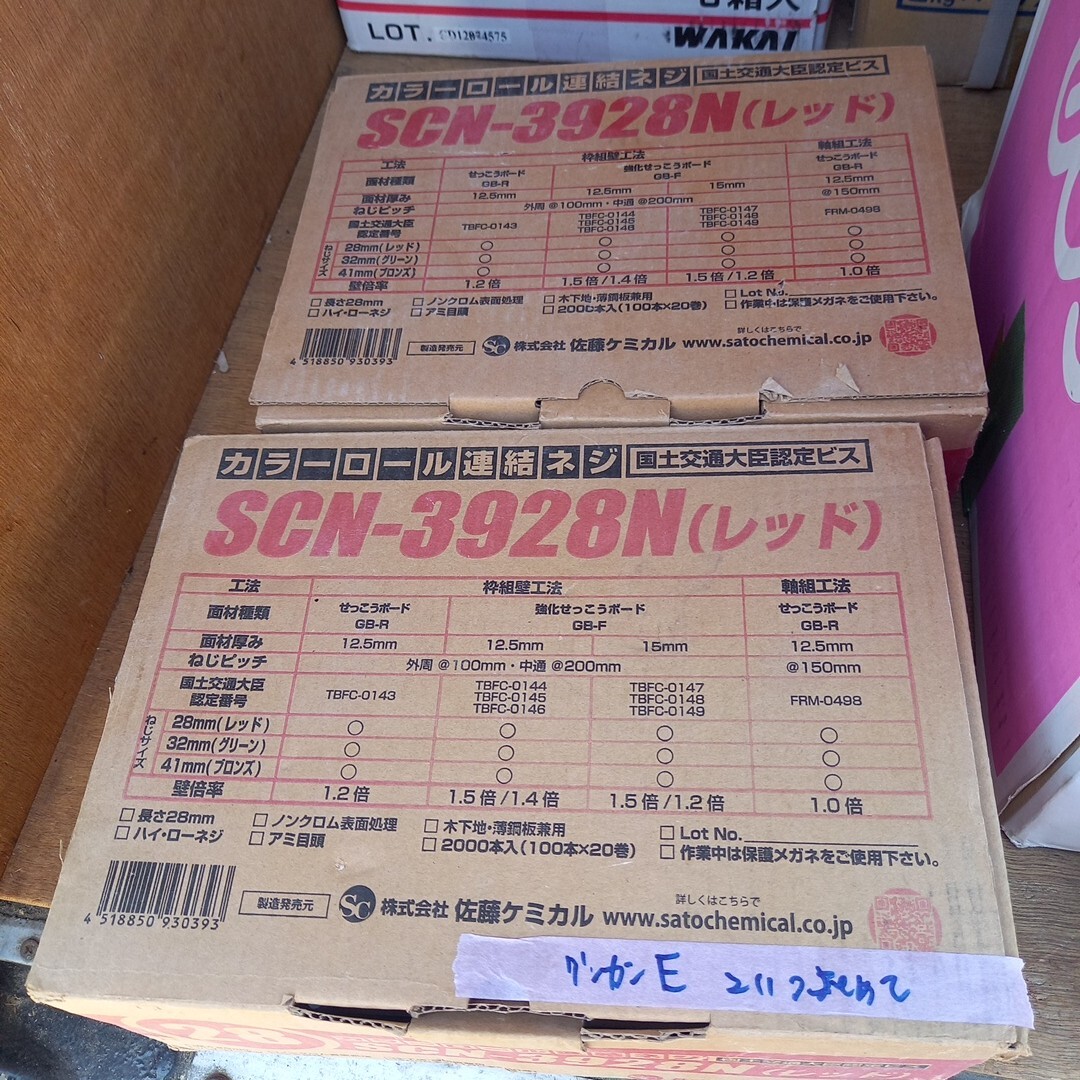 LOT. CD12084575
WAKAI
カラーロール連結ネジ 国土交通大臣認定ビス
SCN-3928N(レッド)
工法 枠組壁工法 軸組工法
面材種類 せっこうボード GB-R 強化せっこうボード GB-F せっこうボード GB-R
面材厚み 12.5mm 12.5mm 15mm 12.5mm
ねじピッチ 外周 @100mm・中通 @200mm @150mm
国土交通大臣認定番号 TBFC-0143 TBFC-0144 TBFC-0145 TBFC-0146 TBFC-0147 TBFC-0148 TBFC-0149 FRM-0498
ねじサイズ
28mm(レッド) ○ ○ ○ ○
32mm(グリーン) ○ ○ ○ ○
41mm(ブロンズ) ○ ○ ○ ○
壁倍率 1.2倍 1.5倍/1.4倍 1.5倍/1.2倍 1.0倍
□長さ28mm □ノンクロム表面処理 □木下地・薄鋼板兼用 □Lot No.
□ハイ・ローネジ □アミ目頭 □2000本入(100本×20巻) □作業中は保護メガネをご使用下さい。
4 518850 930393
製造発売元 SC 株式会社 佐藤ケミカル 詳しくはこちらで www.satochemical.co.jp
カラーロール連結ネジ 国土交通大臣認定ビス
SCN-3928N(レッド)
工法 枠組壁工法 軸組工法
面材種類 せっこうボード GB-R 強化せっこうボード GB-F せっこうボード GB-R
面材厚み 12.5mm 12.5mm 15mm 12.5mm
ねじピッチ 外周 @100mm・中通 @200mm @150mm
国土交通大臣認定番号 TBFC-0143 TBFC-0144 TBFC-0145 TBFC-0146 TBFC-0147 TBFC-0148 TBFC-0149 FRM-0498
ねじサイズ
28mm(レッド) ○ ○ ○ ○
32mm(グリーン) ○ ○ ○ ○
41mm(ブロンズ) ○ ○ ○ ○
壁倍率 1.2倍 1.5倍/1.4倍 1.5倍/1.2倍 1.0倍
□長さ28mm □ノンクロム表面処理 □木下地・薄鋼板兼用 □Lot No.
□ハイ・ローネジ □アミ目頭 □2000本入(100本×20巻) □作業中は保護メガネをご使用下さい。
4 518850 930393
製造発売元 SC 株式会社 佐藤ケミカル 詳しくはこちらで www.satochemical.co.jp
E